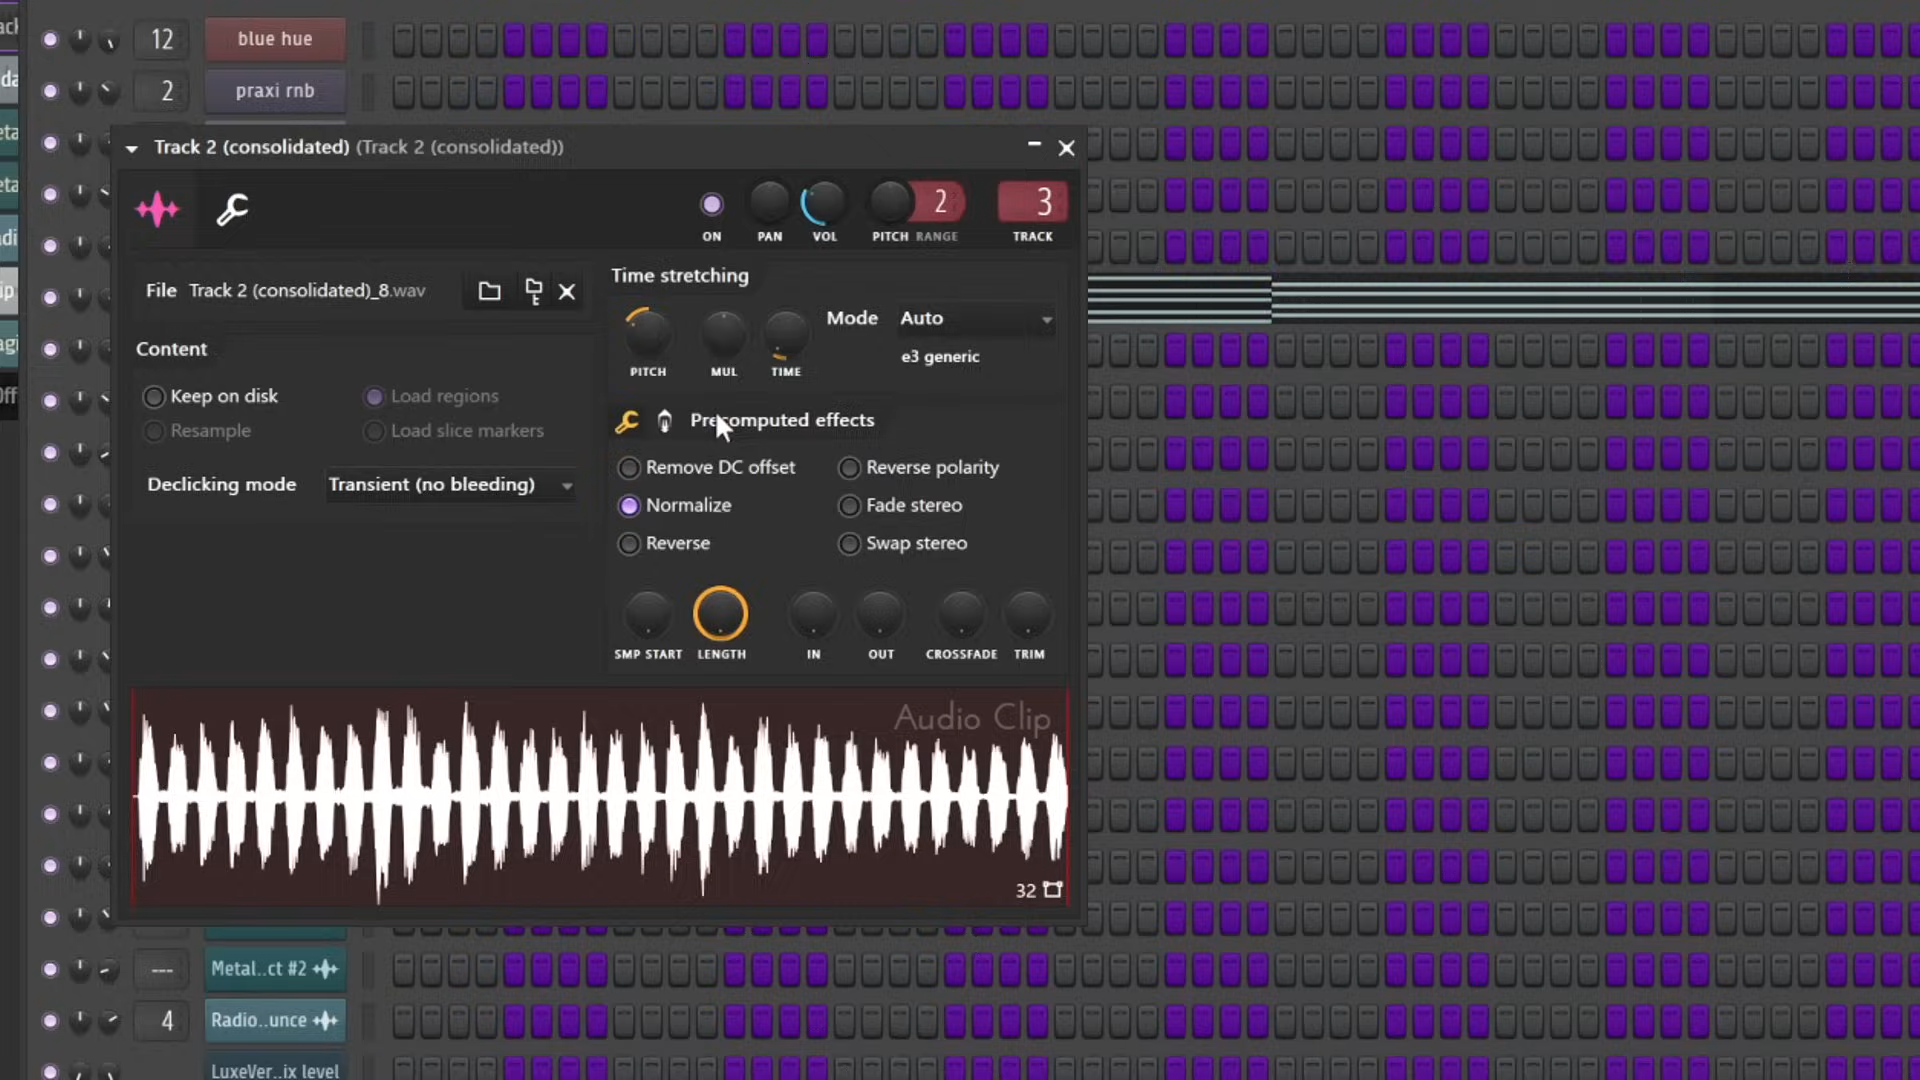 12 blue hue
2 praxi rnb
Track 2 (consolidated) (Track 2 (consolidated))
2 3
ON PAN VOL PITCH RANGE TRACK
File Track 2 (consolidated)_8.wav
Time stretching
Mode Auto
e3 generic
PITCH MUL TIME
Content
Keep on disk Load regions
Resample Load slice markers
Declicking mode Transient (no bleeding)
Precomputed effects
Remove DC offset Reverse polarity
Normalize Fade stereo
Reverse Swap stereo
SMP START LENGTH IN OUT CROSSFADE TRIM
Audio Clip
32
--- Metal..ct #2
4 Radio..unce
LuxeVer..ix level